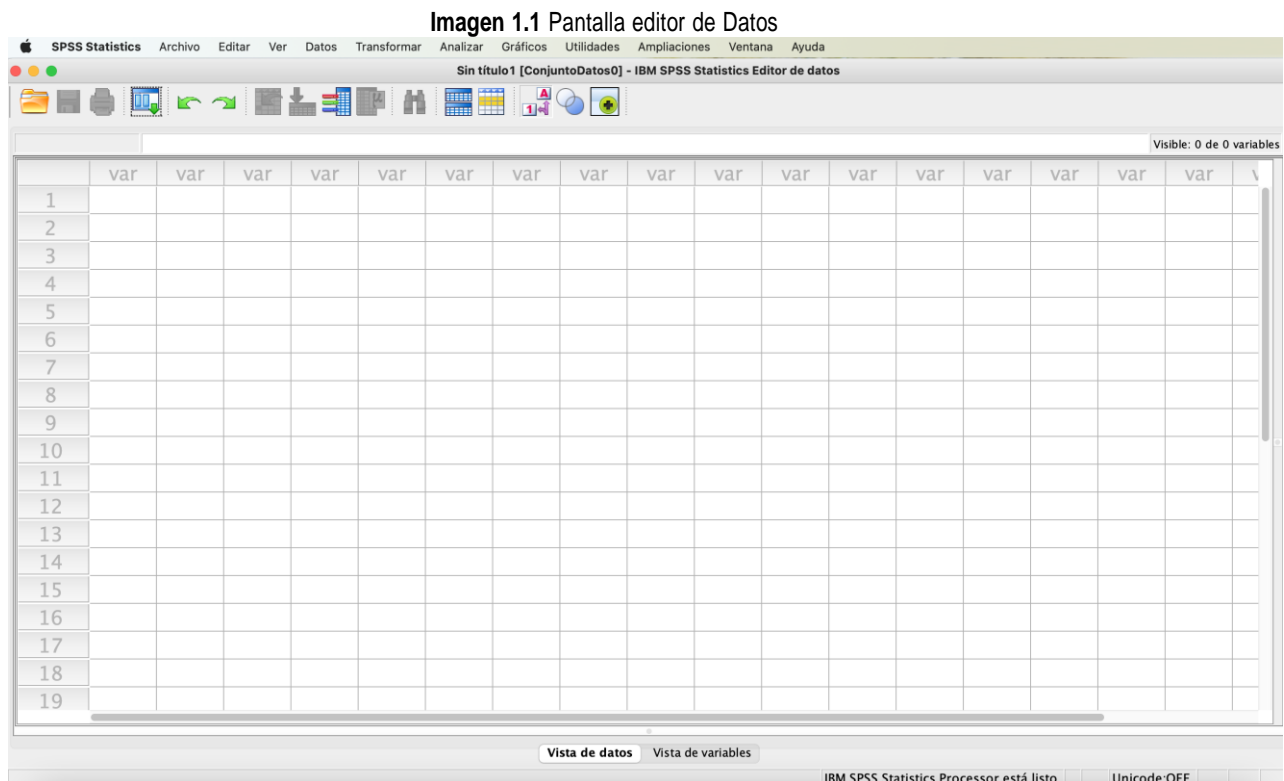 Imagen 1.1 Pantalla editor de Datos
SPSS Statistics Archivo Editar Ver Datos Transformar Analizar Gráficos Utilidades Ampliaciones Ventana Ayuda
Sin título1 [ConjuntoDatos0] - IBM SPSS Statistics Editor de datos
Visible: 0 de 0 variables
var var var var var var var var var var var var var var var var var
1
2
3
4
5
6
7
8
9
10
11
12
13
14
15
16
17
18
19
Vista de datos Vista de variables
IBM SPSS Statistics Processor está listo Unicode:OFF